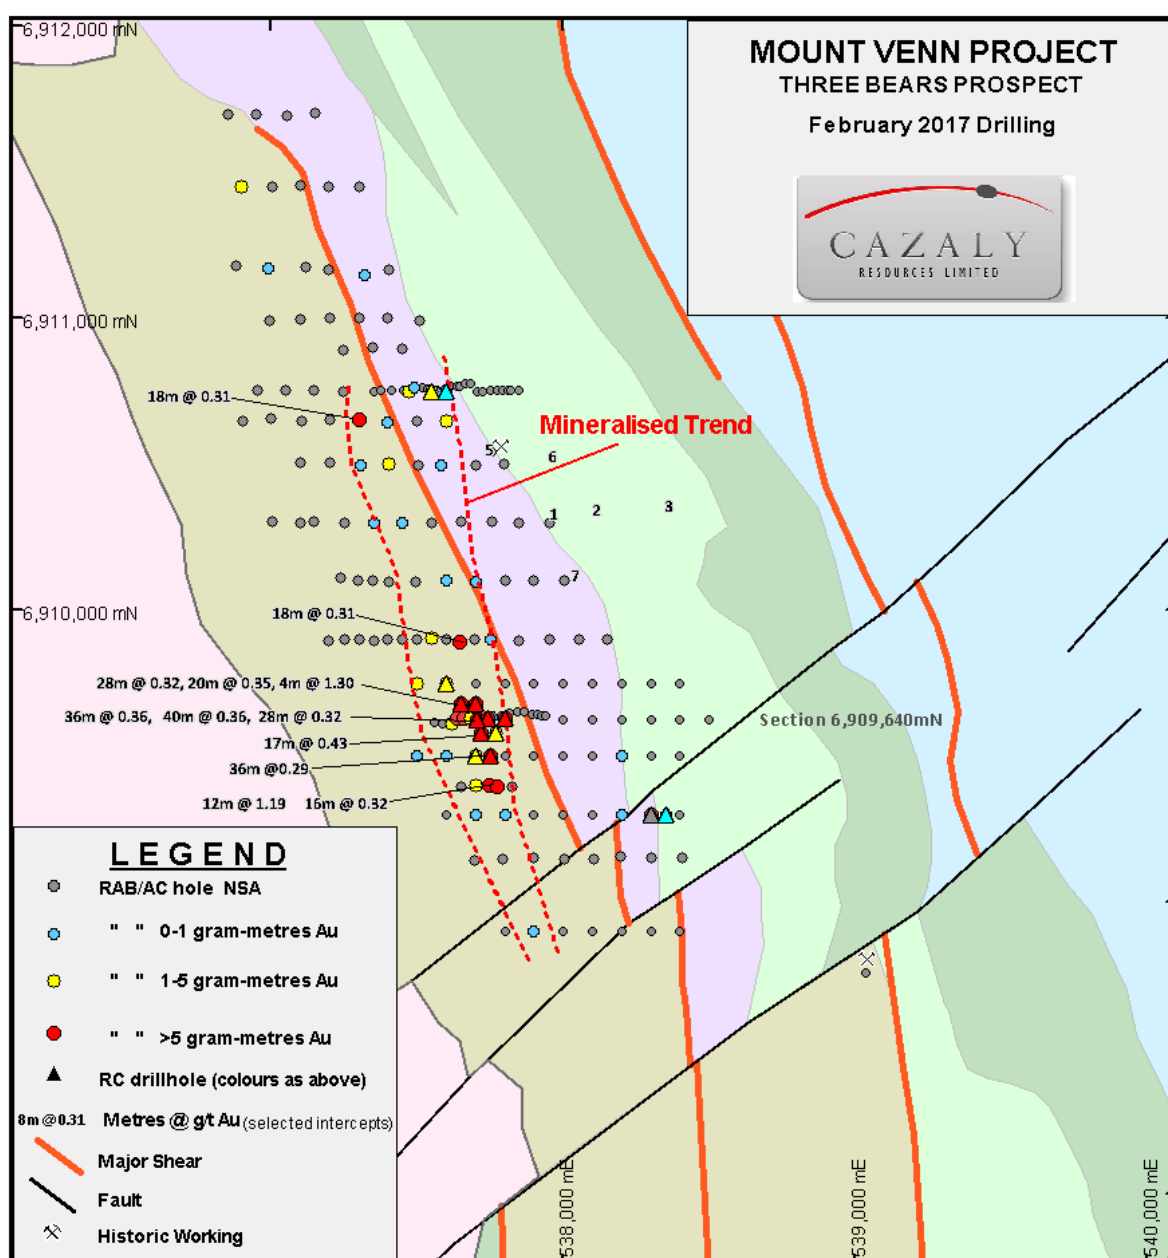 6,912,000 mN
MOUNT VENN PROJECT
THREE BEARS PROSPECT
February 2017 Drilling
CAZALY
RESOURCES LIMITED
6,911,000 mN
18m @ 0.31
Mineralised Trend
5
6
1
2
3
7
6,910,000 mN
18m @ 0.31
28m @ 0.32, 20m @ 0.35, 4m @ 1.30
36m @ 0.36, 40m @ 0.36, 28m @ 0.32
Section 6,909,640mN
17m @ 0.43
36m @0.29
12m @ 1.19 16m @ 0.32
LEGEND
RAB/AC hole NSA
" " 0-1 gram-metres Au
" " 1-5 gram-metres Au
" " >5 gram-metres Au
RC drillhole (colours as above)
8m @0.31 Metres @ g/t Au (selected intercepts)
Major Shear
Fault
Historic Working
538,000 mE
539,000 mE
540,000 mE